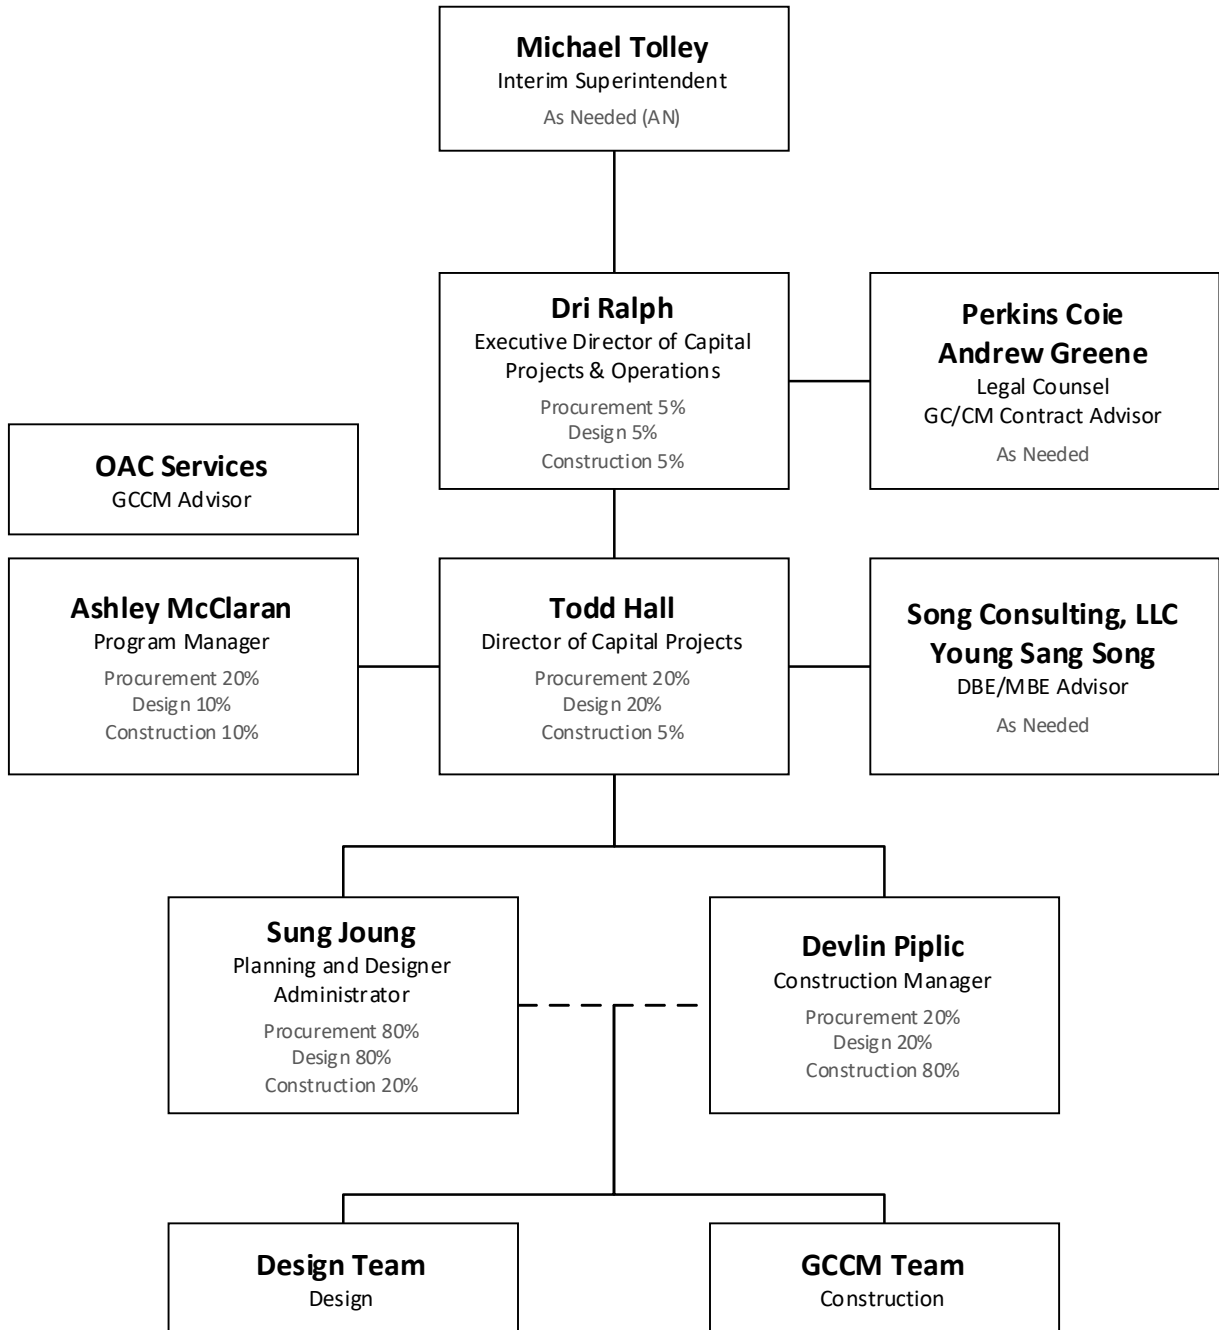 Michael Tolley
Interim Superintendent
As Needed (AN)
Dri Ralph
Executive Director of Capital
Projects & Operations
Procurement 5%
Design 5%
Construction 5%
Perkins Coie
Andrew Greene
Legal Counsel
GC/CM Contract Advisor
As Needed
OAC Services
GCCM Advisor
Ashley McClaran
Program Manager
Procurement 20%
Design 10%
Construction 10%
Todd Hall
Director of Capital Projects
Procurement 20%
Design 20%
Construction 5%
Song Consulting, LLC
Young Sang Song
DBE/MBE Advisor
As Needed
Sung Joung
Planning and Designer
Administrator
Procurement 80%
Design 80%
Construction 20%
Devlin Piplic
Construction Manager
Procurement 20%
Design 20%
Construction 80%
Design Team
Design
GCCM Team
Construction